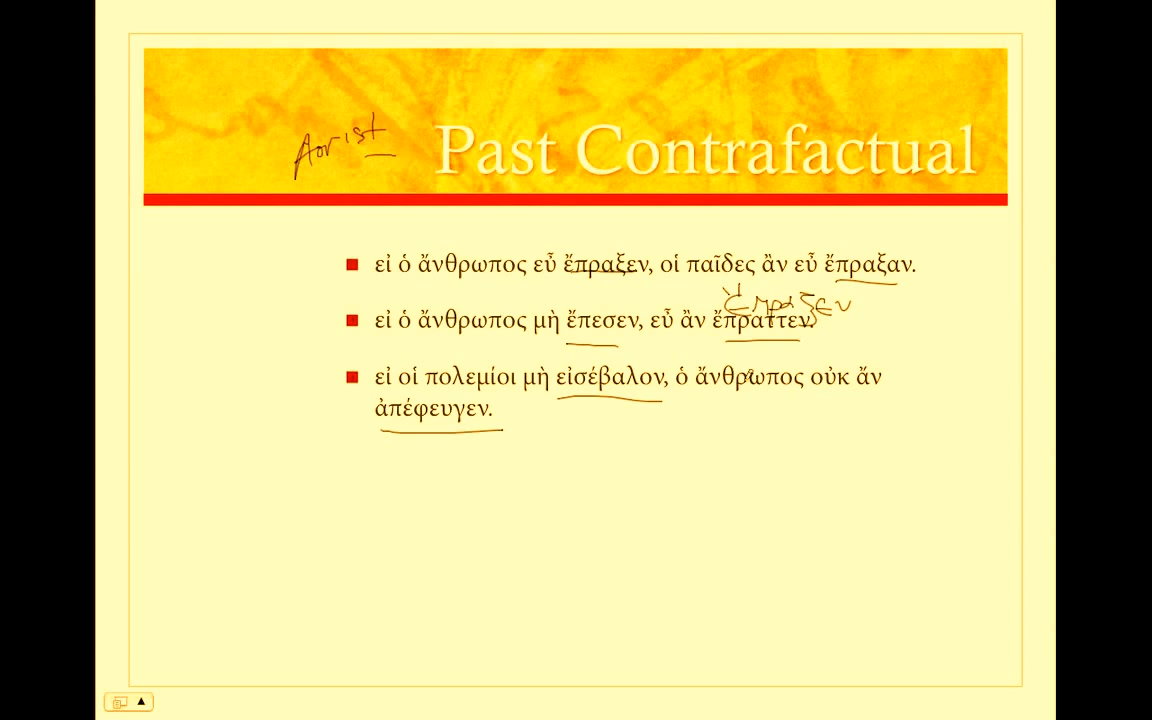 Aorist Past Contrafactual
εἰ ὁ ἄνθρωπος εὖ ἔπραξεν, οἱ παῖδες ἂν εὖ ἔπραξαν.
ἔπραξεν
εἰ ὁ ἄνθρωπος μὴ ἔπεσεν, εὖ ἂν ἔπραττεν.
εἰ οἱ πολεμίοι μὴ εἰσέβαλον, ὁ ἄνθρωπος οὐκ ἄν
ἀπέφευγεν.